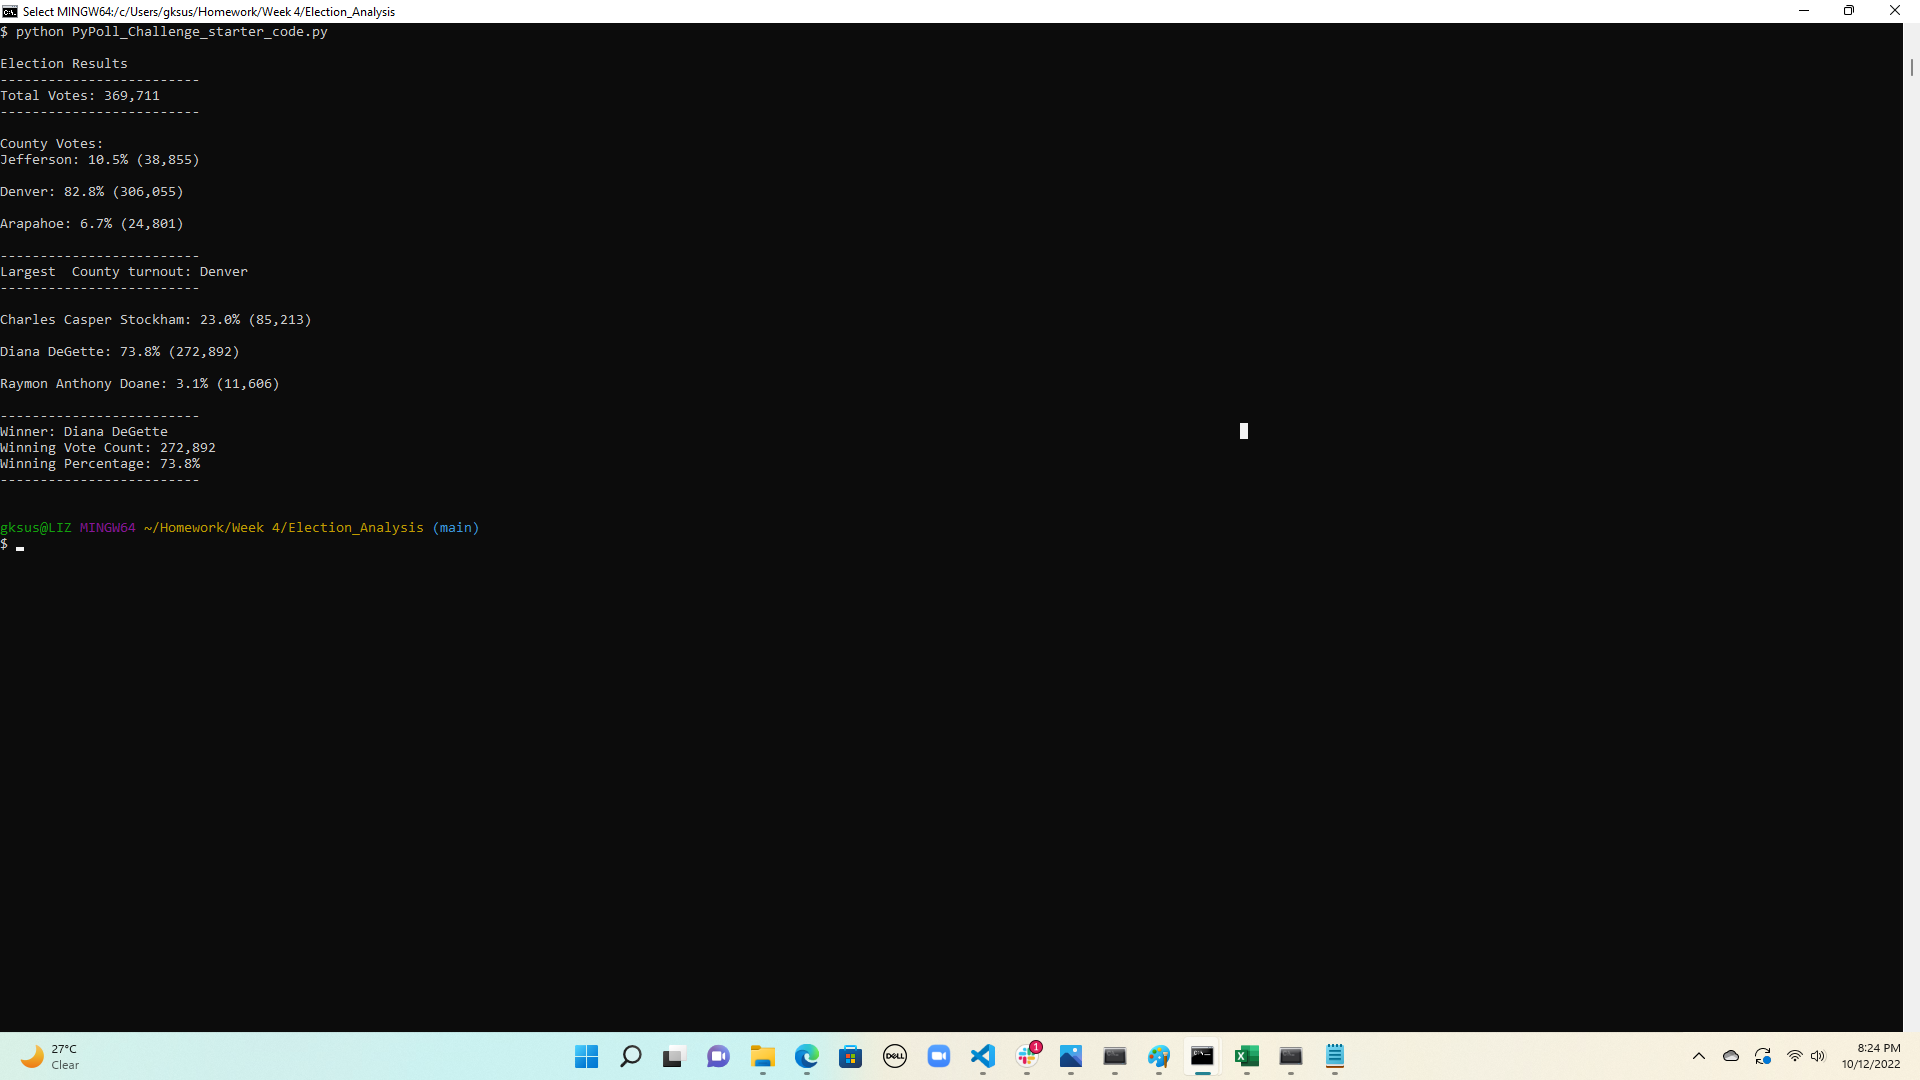 Select MINGW64:/c/Users/gksus/Homework/Week 4/Election_Analysis
$ python PyPoll_Challenge_starter_code.py
Election Results
-------------------------
Total Votes: 369,711
-------------------------
County Votes:
Jefferson: 10.5% (38,855)
Denver: 82.8% (306,055)
Arapahoe: 6.7% (24,801)
-------------------------
Largest  County turnout: Denver
-------------------------
Charles Casper Stockham: 23.0% (85,213)
Diana DeGette: 73.8% (272,892)
Raymon Anthony Doane: 3.1% (11,606)
-------------------------
Winner: Diana DeGette
Winning Vote Count: 272,892
Winning Percentage: 73.8%
-------------------------
gksus@LIZ MINGW64 ~/Homework/Week 4/Election_Analysis (main)
$
27°C
Clear
DELL
1
8:24 PM
10/12/2022